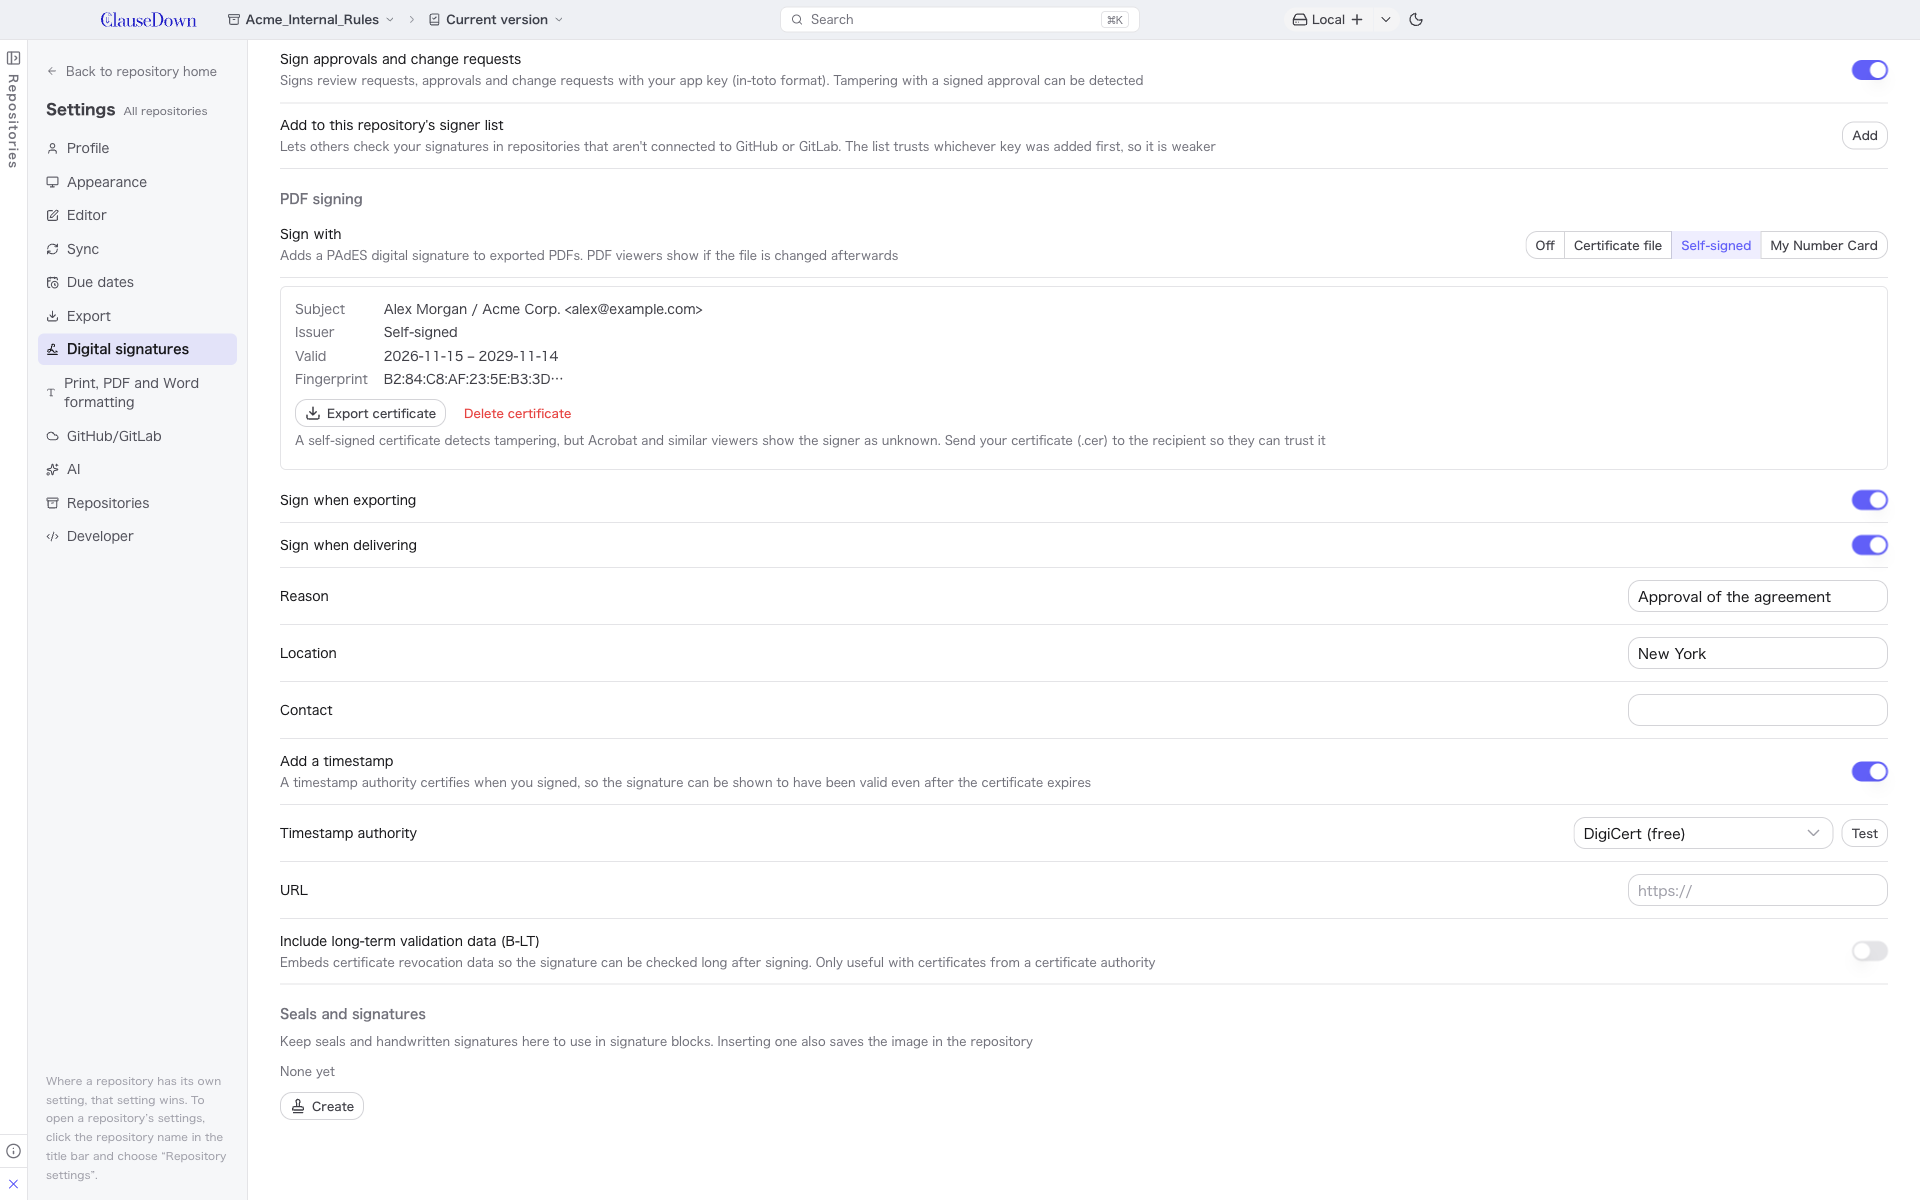 ClauseDown
Acme_Internal_Rules
Current version
Search
⌘K
Local
Repositories
Back to repository home
Settings All repositories
Profile
Appearance
Editor
Sync
Due dates
Export
Digital signatures
Print, PDF and Word
formatting
GitHub/GitLab
AI
Repositories
Developer
Where a repository has its own
setting, that setting wins. To
open a repository's settings,
click the repository name in the
title bar and choose “Repository
settings”.
Sign approvals and change requests
Signs review requests, approvals and change requests with your app key (in-toto format). Tampering with a signed approval can be detected
Add to this repository's signer list
Lets others check your signatures in repositories that aren't connected to GitHub or GitLab. The list trusts whichever key was added first, so it is weaker
Add
PDF signing
Sign with
Adds a PAdES digital signature to exported PDFs. PDF viewers show if the file is changed afterwards
Off Certificate file Self-signed My Number Card
Subject Alex Morgan / Acme Corp. <alex@example.com>
Issuer Self-signed
Valid 2026-11-15 – 2029-11-14
Fingerprint B2:84:C8:AF:23:5E:B3:3D…
Export certificate Delete certificate
A self-signed certificate detects tampering, but Acrobat and similar viewers show the signer as unknown. Send your certificate (.cer) to the recipient so they can trust it
Sign when exporting
Sign when delivering
Reason Approval of the agreement
Location New York
Contact
Add a timestamp
A timestamp authority certifies when you signed, so the signature can be shown to have been valid even after the certificate expires
Timestamp authority DigiCert (free) Test
URL https://
Include long-term validation data (B-LT)
Embeds certificate revocation data so the signature can be checked long after signing. Only useful with certificates from a certificate authority
Seals and signatures
Keep seals and handwritten signatures here to use in signature blocks. Inserting one also saves the image in the repository
None yet
Create